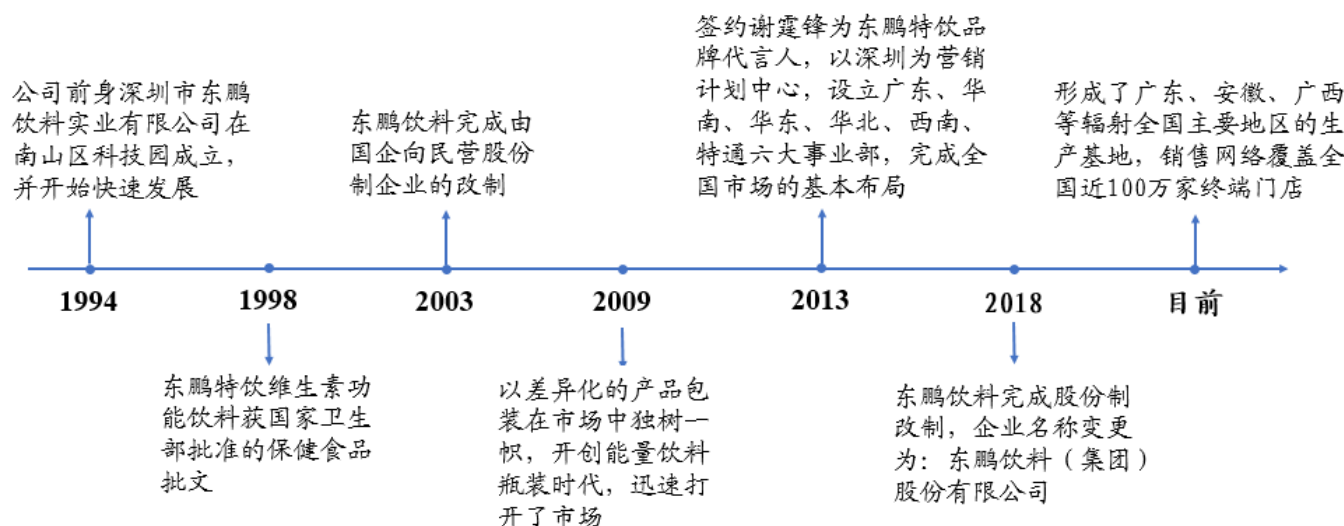 公司前身深圳市东鹏
饮料实业有限公司在
南山区科技园成立，
并开始快速发展
东鹏饮料完成由
国企向民营股份
制企业的改制
签约谢霆锋为东鹏特饮品
牌代言人，以深圳为营销
计划中心，设立广东、华
南、华东、华北、西南、
特通六大事业部，完成全
国市场的基本布局
形成了广东、安徽、广西
等辐射全国主要地区的生
产基地，销售网络覆盖全
国近100万家终端门店
1994
1998
2003
2009
2013
2018
目前
东鹏特饮维生素功
能饮料获国家卫生
部批准的保健食品
批文
以差异化的产品包
装在市场中独树一
帜，开创能量饮料
瓶装时代，迅速打
开了市场
东鹏饮料完成股份制
改制，企业名称变更
为：东鹏饮料（集团）
股份有限公司